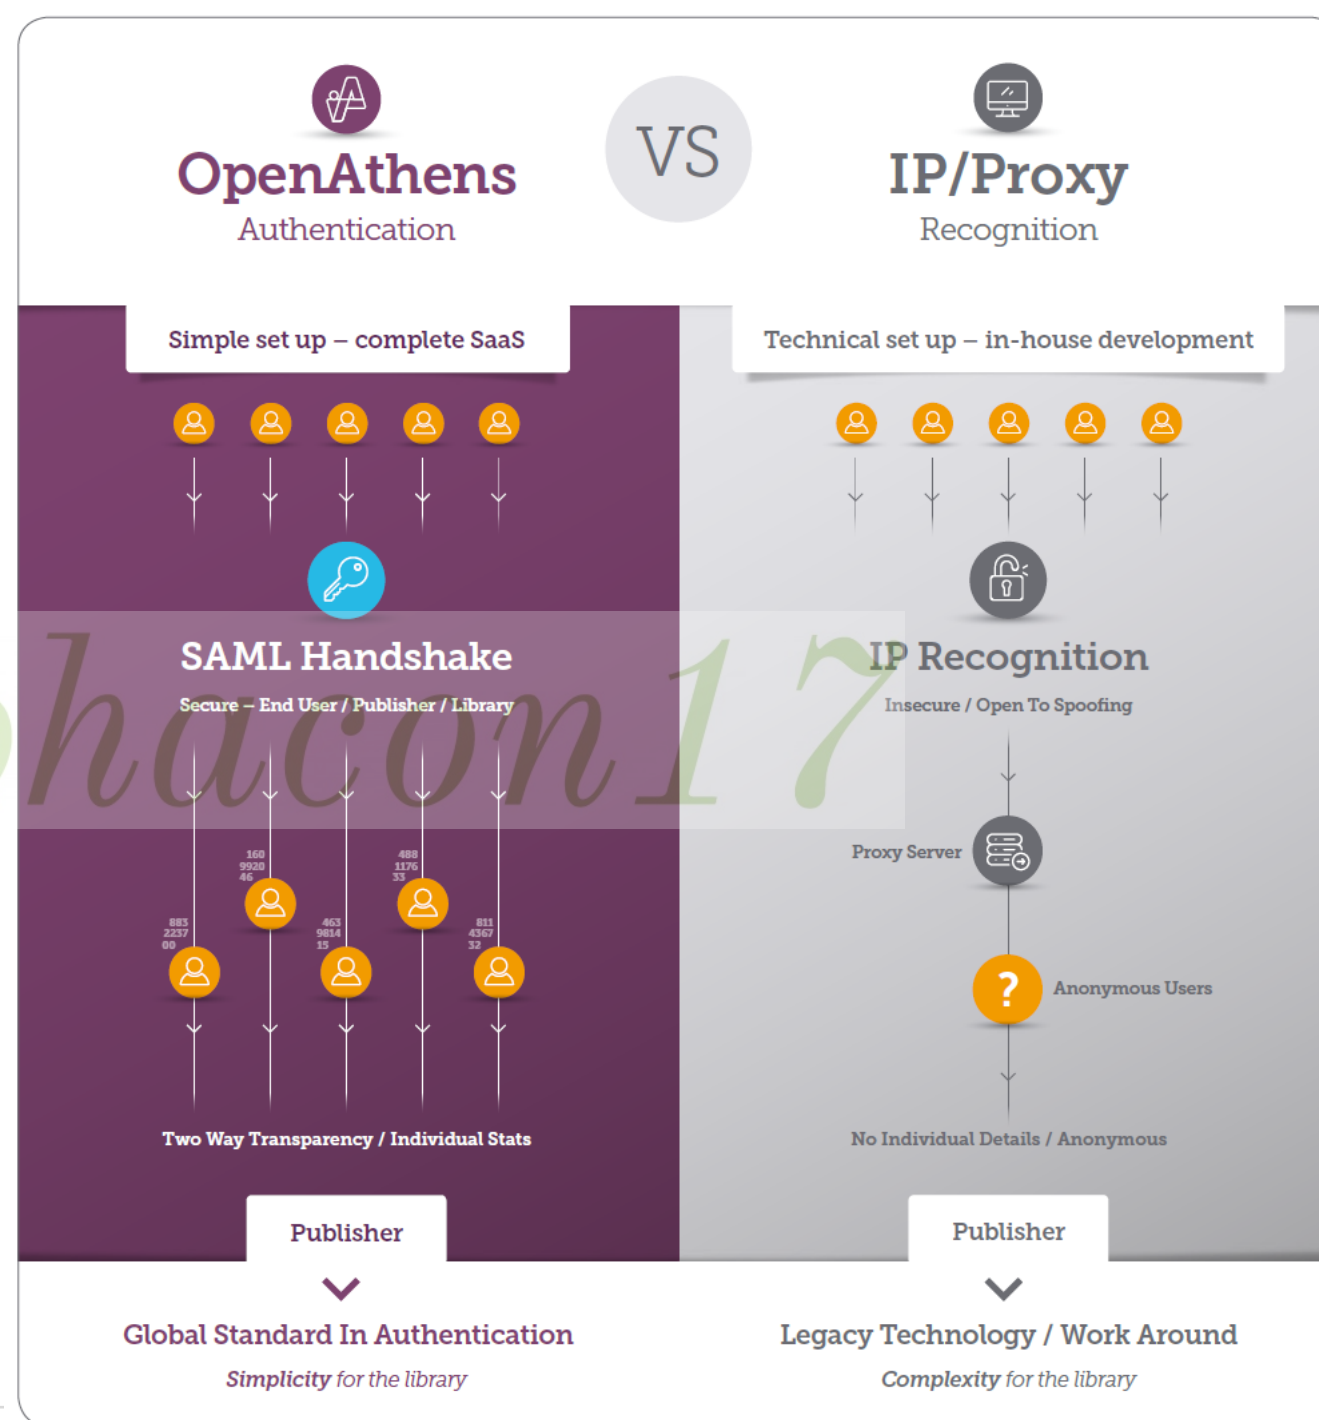 OpenAthens
Authentication
VS
IP/Proxy
Recognition
Simple set up – complete SaaS
Technical set up – in-house development
SAML Handshake
Secure – End User / Publisher / Library
IP Recognition
Insecure / Open To Spoofing
hacon17
Proxy Server
160
9920
46
488
1176
33
883
2237
00
463
9814
15
811
4367
32
Anonymous Users
Two Way Transparency / Individual Stats
No Individual Details / Anonymous
Publisher
Publisher
Global Standard In Authentication
Simplicity for the library
Legacy Technology / Work Around
Complexity for the library